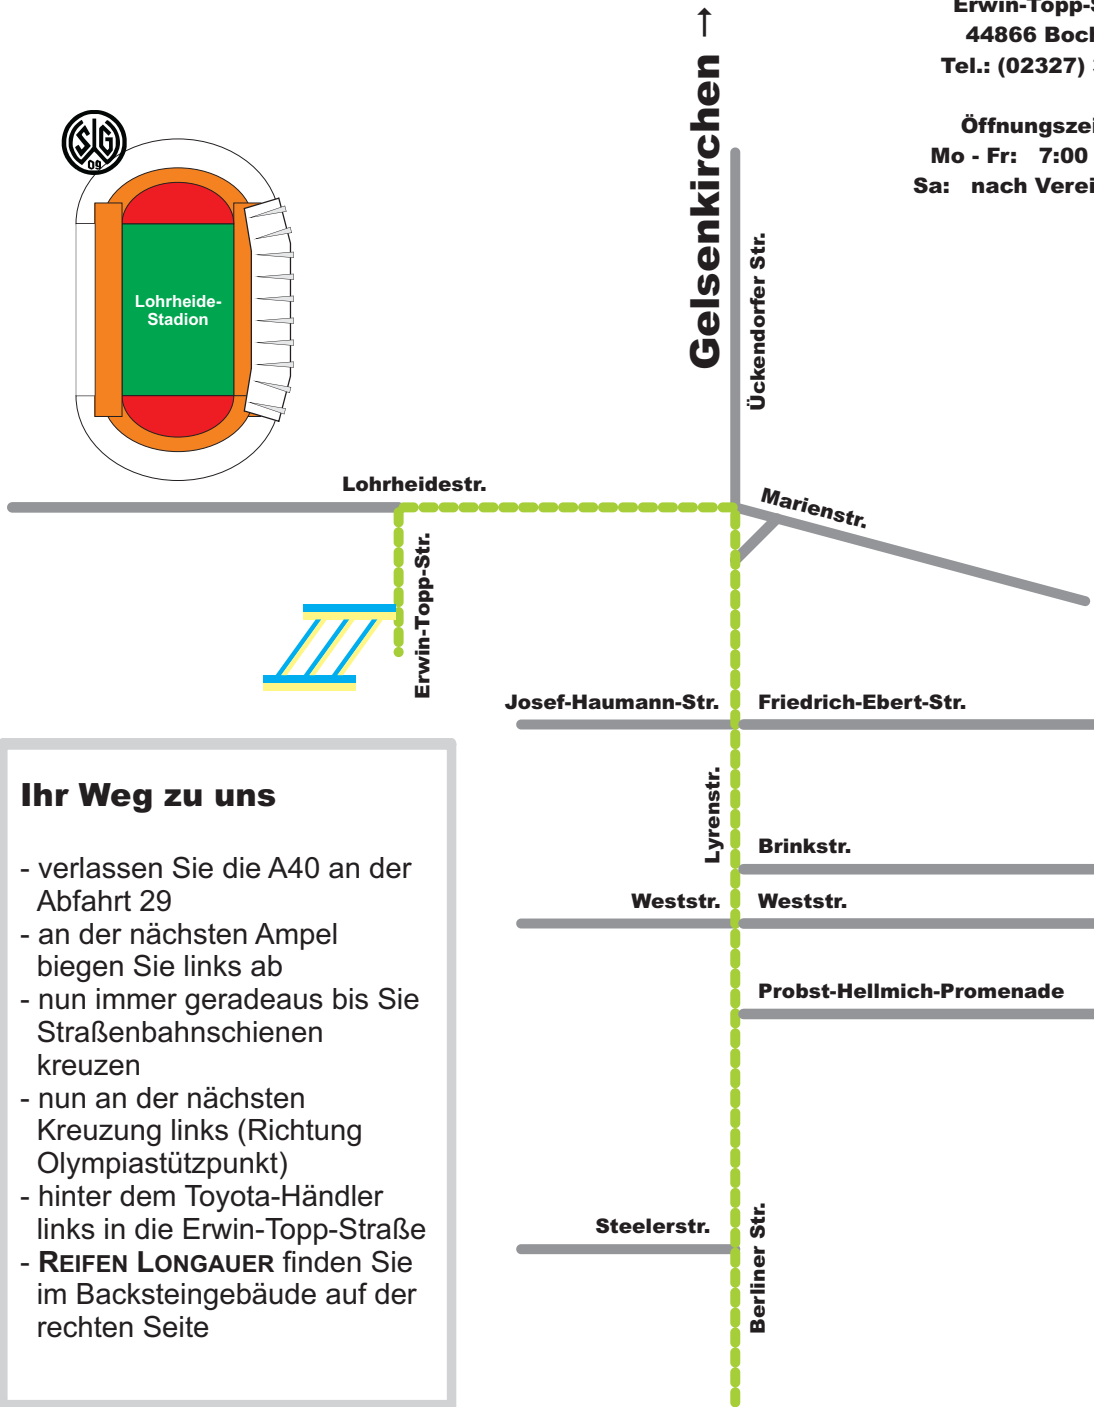 Erwin-Topp-S
44866 Boch
Tel.: (02327)
Öffnungszei
Mo - Fr: 7:00
Sa: nach Verei
Gelsenkirchen →
Ückendorfer Str.
SG
09
Lohrheide-
Stadion
Lohrheidestr.
Marienstr.
Erwin-Topp-Str.
Josef-Haumann-Str.
Friedrich-Ebert-Str.
Lyrenstr.
Brinkstr.
Weststr.
Weststr.
Probst-Hellmich-Promenade
Steelerstr.
Berliner Str.
Ihr Weg zu uns
- verlassen Sie die A40 an der
Abfahrt 29
- an der nächsten Ampel
biegen Sie links ab
- nun immer geradeaus bis Sie
Straßenbahnschienen
kreuzen
- nun an der nächsten
Kreuzung links (Richtung
Olympiastützpunkt)
- hinter dem Toyota-Händler
links in die Erwin-Topp-Straße
- REIFEN LONGAUER finden Sie
im Backsteingebäude auf der
rechten Seite